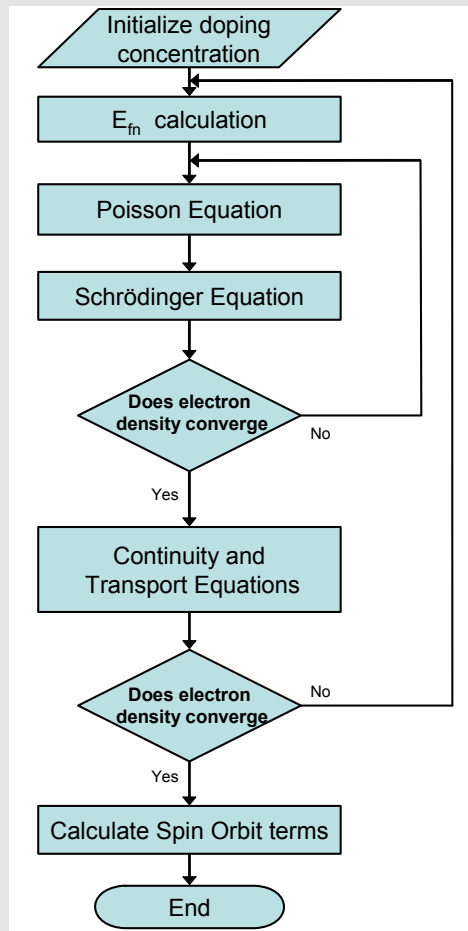 Initialize doping
concentration
E_fn calculation
Poisson Equation
Schrödinger Equation
Does electron
density converge
No
Yes
Continuity and
Transport Equations
Does electron
density converge
No
Yes
Calculate Spin Orbit terms
End